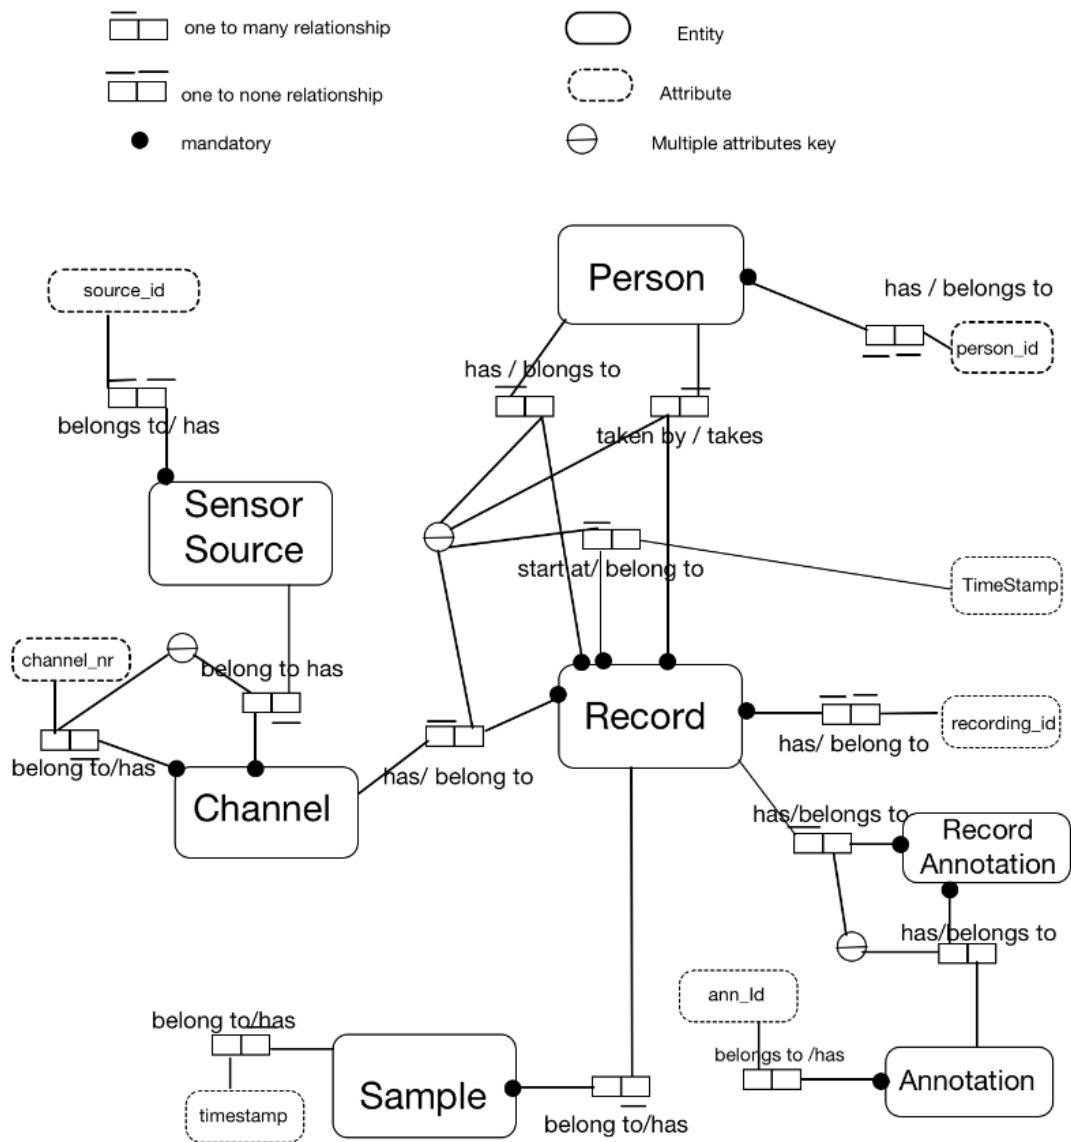 one to many relationship
Entity
one to none relationship
Attribute
mandatory
Multiple attributes key
Person
source_id
has / belongs to
person_id
has / blongs to
belongs to/ has
taken by / takes
Sensor
Source
start at/ belong to
TimeStamp
channel_nr
belong to has
Record
recording_id
belong to/has
has/ belong to
has/ belong to
Channel
has/belongs to
Record
Annotation
has/belongs to
ann_Id
belong to/has
belongs to /has
Annotation
Sample
timestamp
belong to/has